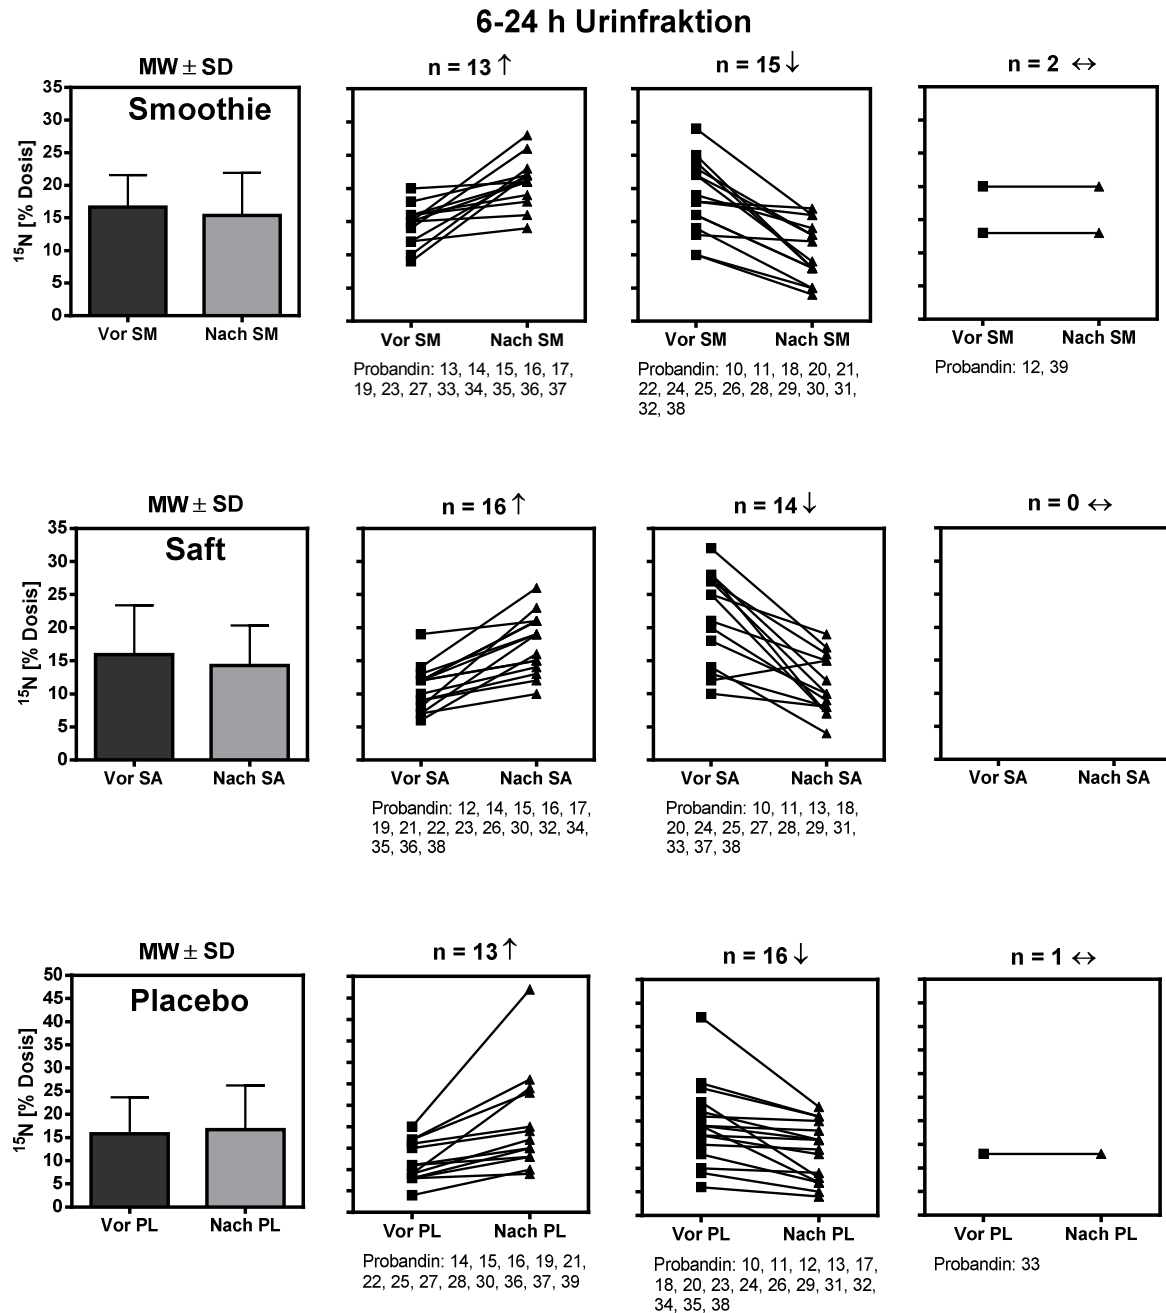 6-24 h Urinfraktion
MW ± SD
n = 13 ↑
n = 15 ↓
n = 2 ↔
Smoothie
15N [% Dosis]
35
30
25
20
15
10
5
0
Vor SM
Nach SM
Vor SM
Nach SM
Vor SM
Nach SM
Vor SM
Nach SM
Probandin: 13, 14, 15, 16, 17,
19, 23, 27, 33, 34, 35, 36, 37
Probandin: 10, 11, 18, 20, 21,
22, 24, 25, 26, 28, 29, 30, 31,
32, 38
Probandin: 12, 39
MW ± SD
n = 16 ↑
n = 14 ↓
n = 0 ↔
Saft
15N [% Dosis]
35
30
25
20
15
10
5
0
Vor SA
Nach SA
Vor SA
Nach SA
Vor SA
Nach SA
Vor SA
Nach SA
Probandin: 12, 14, 15, 16, 17,
19, 21, 22, 23, 26, 30, 32, 34,
35, 36, 38
Probandin: 10, 11, 13, 18,
20, 24, 25, 27, 28, 29, 31,
33, 37, 38
MW ± SD
n = 13 ↑
n = 16 ↓
n = 1 ↔
Placebo
15N [% Dosis]
50
45
40
35
30
25
20
15
10
5
0
Vor PL
Nach PL
Vor PL
Nach PL
Vor PL
Nach PL
Vor PL
Nach PL
Probandin: 14, 15, 16, 19, 21,
22, 25, 27, 28, 30, 36, 37, 39
Probandin: 10, 11, 12, 13, 17,
18, 20, 23, 24, 26, 29, 31, 32,
34, 35, 38
Probandin: 33